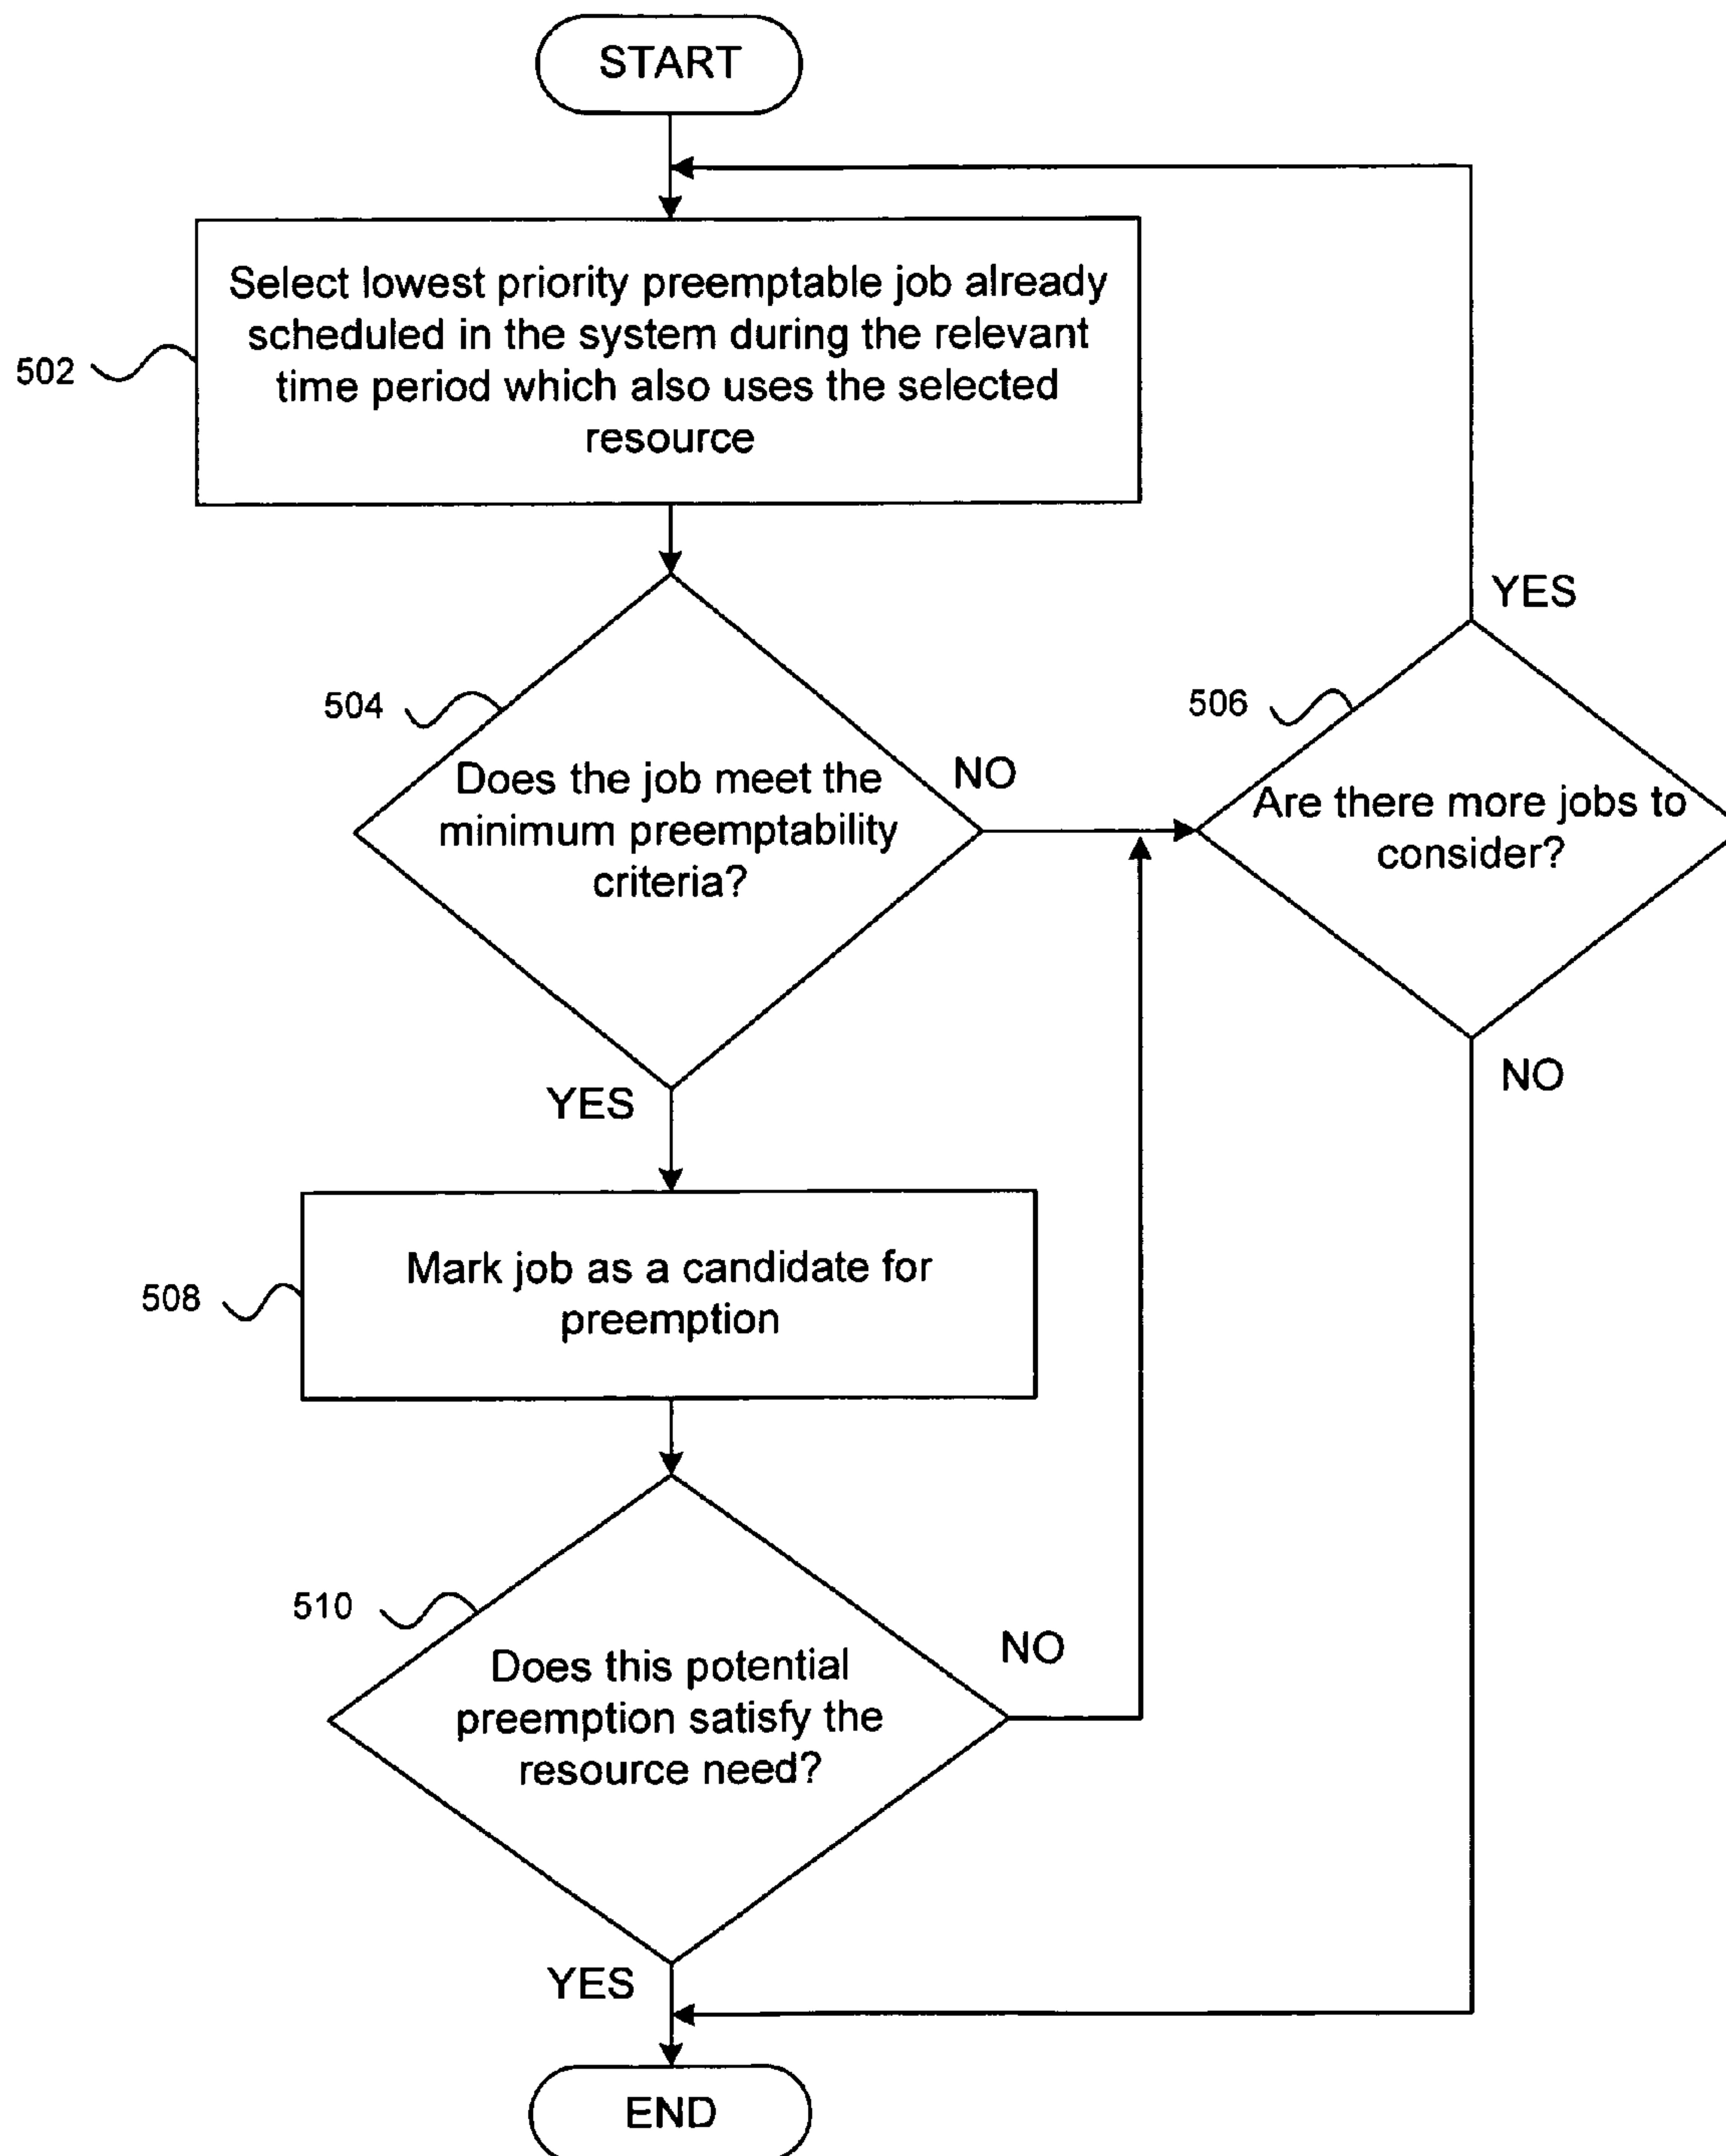 START
Select lowest priority preemptable job already
scheduled in the system during the relevant
time period which also uses the selected
resource
502
YES
504
506
Does the job meet the
minimum preemptability
criteria?
NO
Are there more jobs to
consider?
YES
NO
Mark job as a candidate for
preemption
508
510
Does this potential
preemption satisfy the
resource need?
NO
YES
END